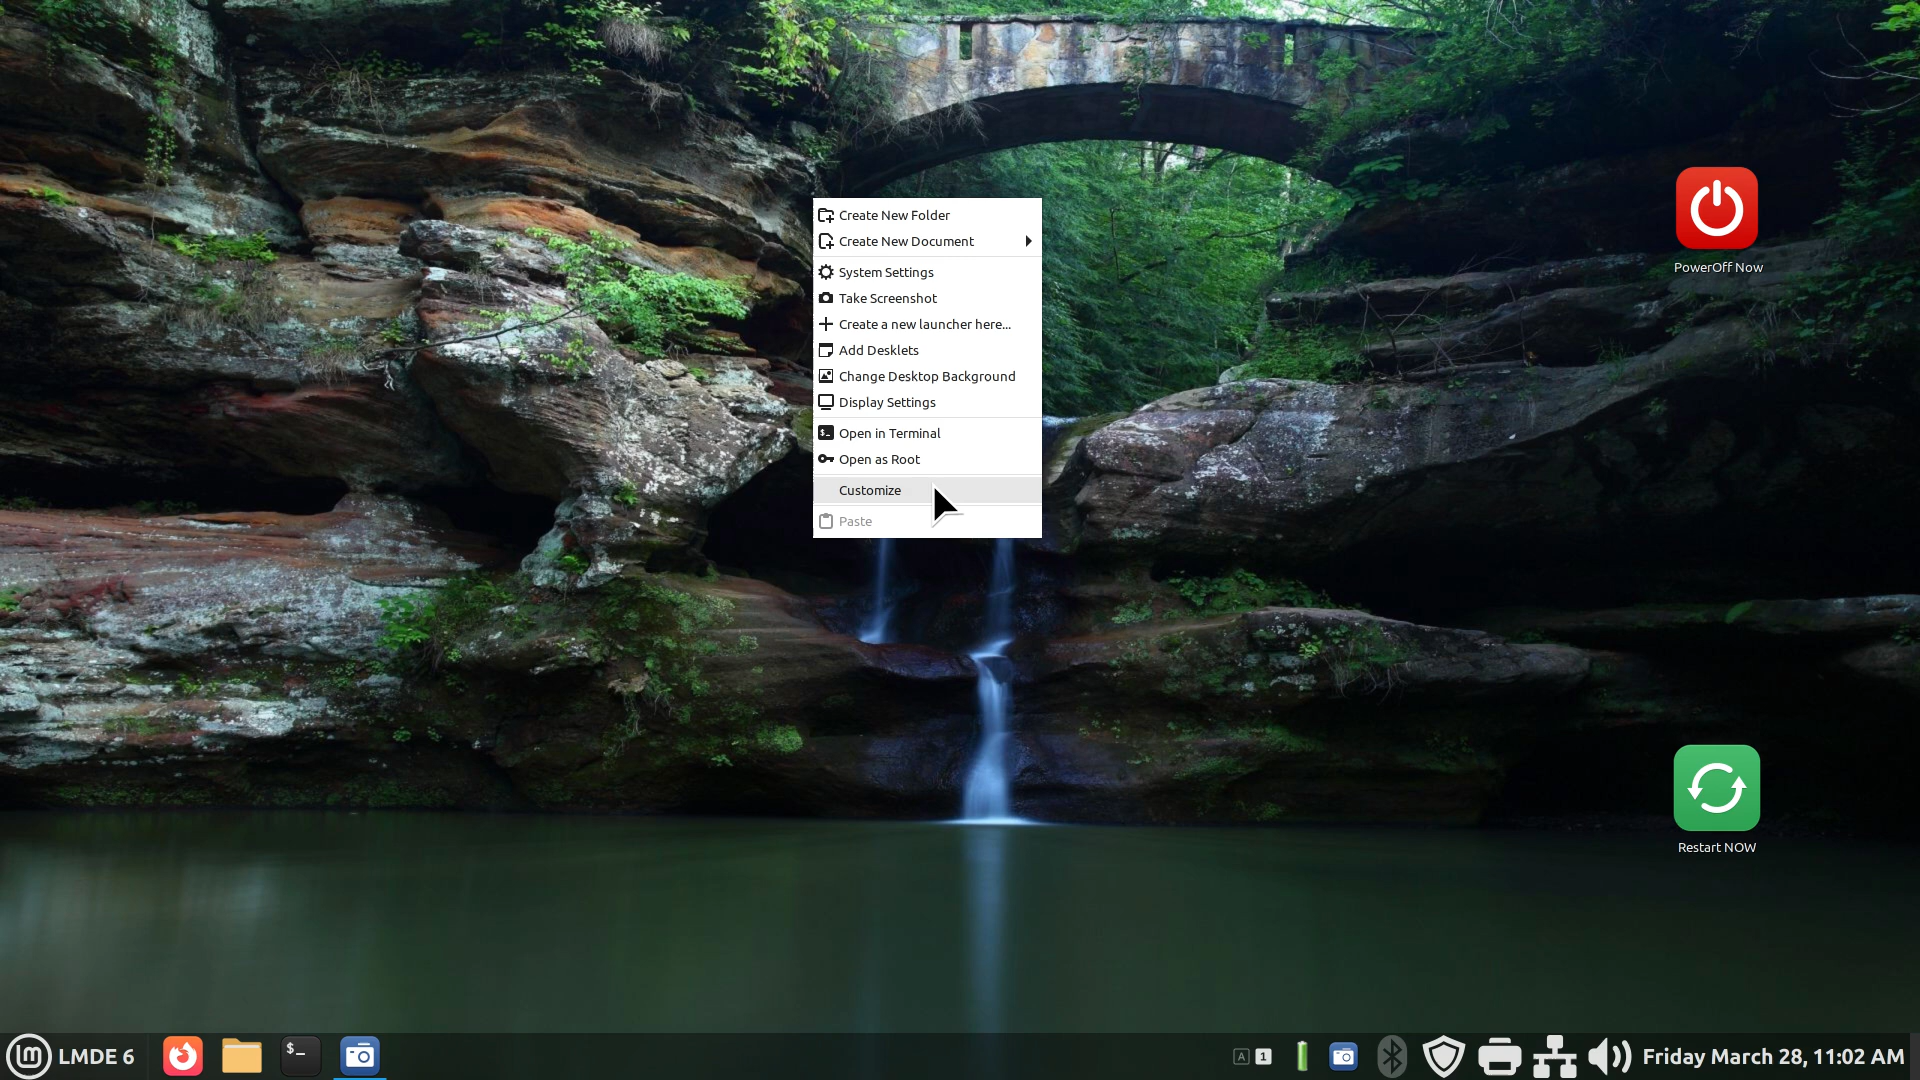 Create New Folder
Create New Document
System Settings
Take Screenshot
Create a new launcher here...
Add Desklets
Change Desktop Background
Display Settings
Open in Terminal
Open as Root
Customize
Paste
PowerOff Now
Restart NOW
LMDE 6
$_
A 1
Friday March 28, 11:02 AM